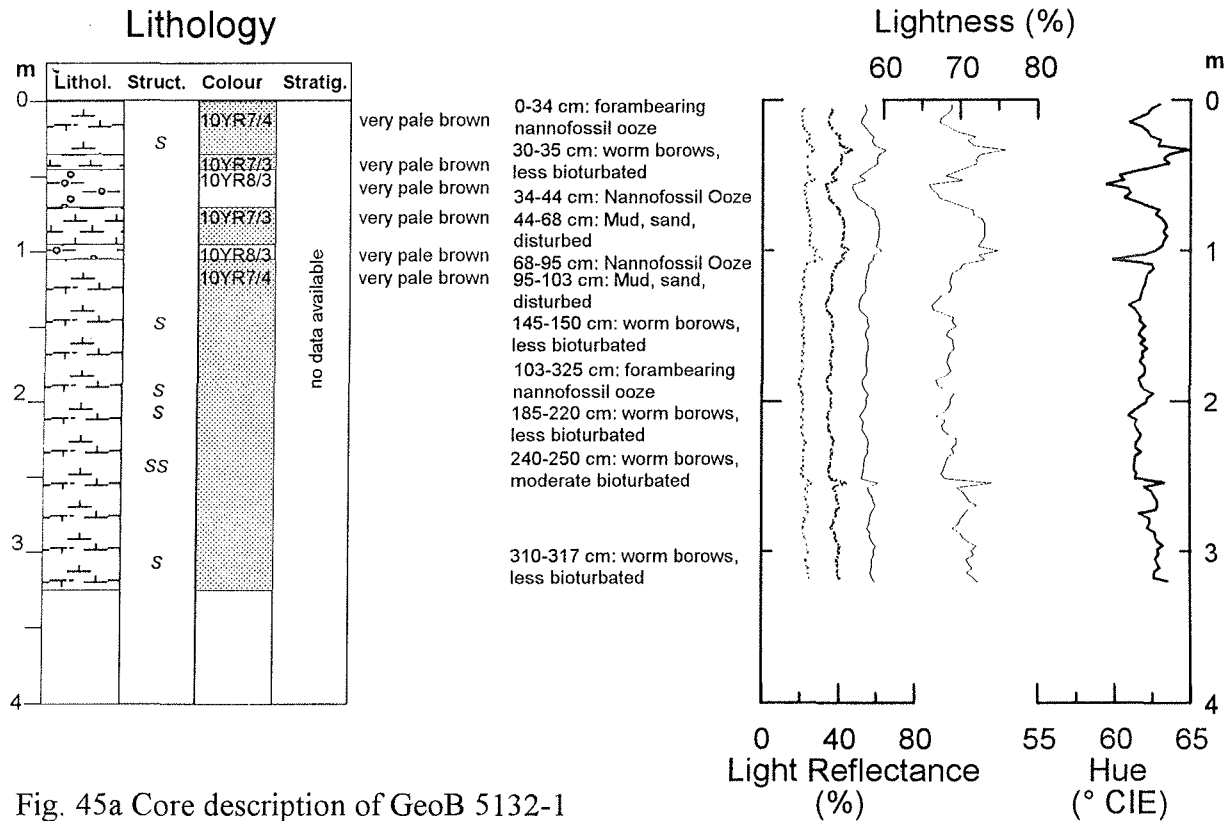 Lithology
Lightness (%)
60 70 80
m
Lithol. Struct. Colour Stratig.
m
0
10YR7/4
very pale brown
0-34 cm: forambearing
nannofossil ooze
0
S
30-35 cm: worm borows,
less bioturbated
10YR7/3
very pale brown
10YR8/3
very pale brown
34-44 cm: Nannofossil Ooze
10YR7/3
very pale brown
44-68 cm: Mud, sand,
disturbed
1
10YR8/3
very pale brown
68-95 cm: Nannofossil Ooze
1
10YR7/4
very pale brown
95-103 cm: Mud, sand,
disturbed
S
no data available
145-150 cm: worm borows,
less bioturbated
103-325 cm: forambearing
nannofossil ooze
2
S
S
185-220 cm: worm borows,
less bioturbated
2
SS
240-250 cm: worm borows,
moderate bioturbated
3
S
310-317 cm: worm borows,
less bioturbated
3
4
4
m
0 40 80
55 60 65
Light Reflectance
(%)
Hue
(° CIE)
Fig. 45a Core description of GeoB 5132-1